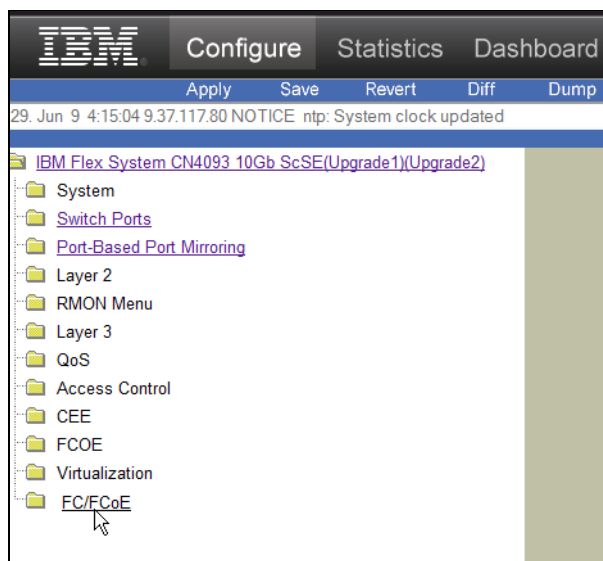 IBM®
Configure Statistics Dashboard
Apply Save Revert Diff Dump
29. Jun 9 4:15:04 9.37.117.80 NOTICE ntp: System clock updated
IBM Flex System CN4093 10Gb ScSE(Upgrade1)(Upgrade2)
System
Switch Ports
Port-Based Port Mirroring
Layer 2
RMON Menu
Layer 3
QoS
Access Control
CEE
FCOE
Virtualization
FC/FCoE